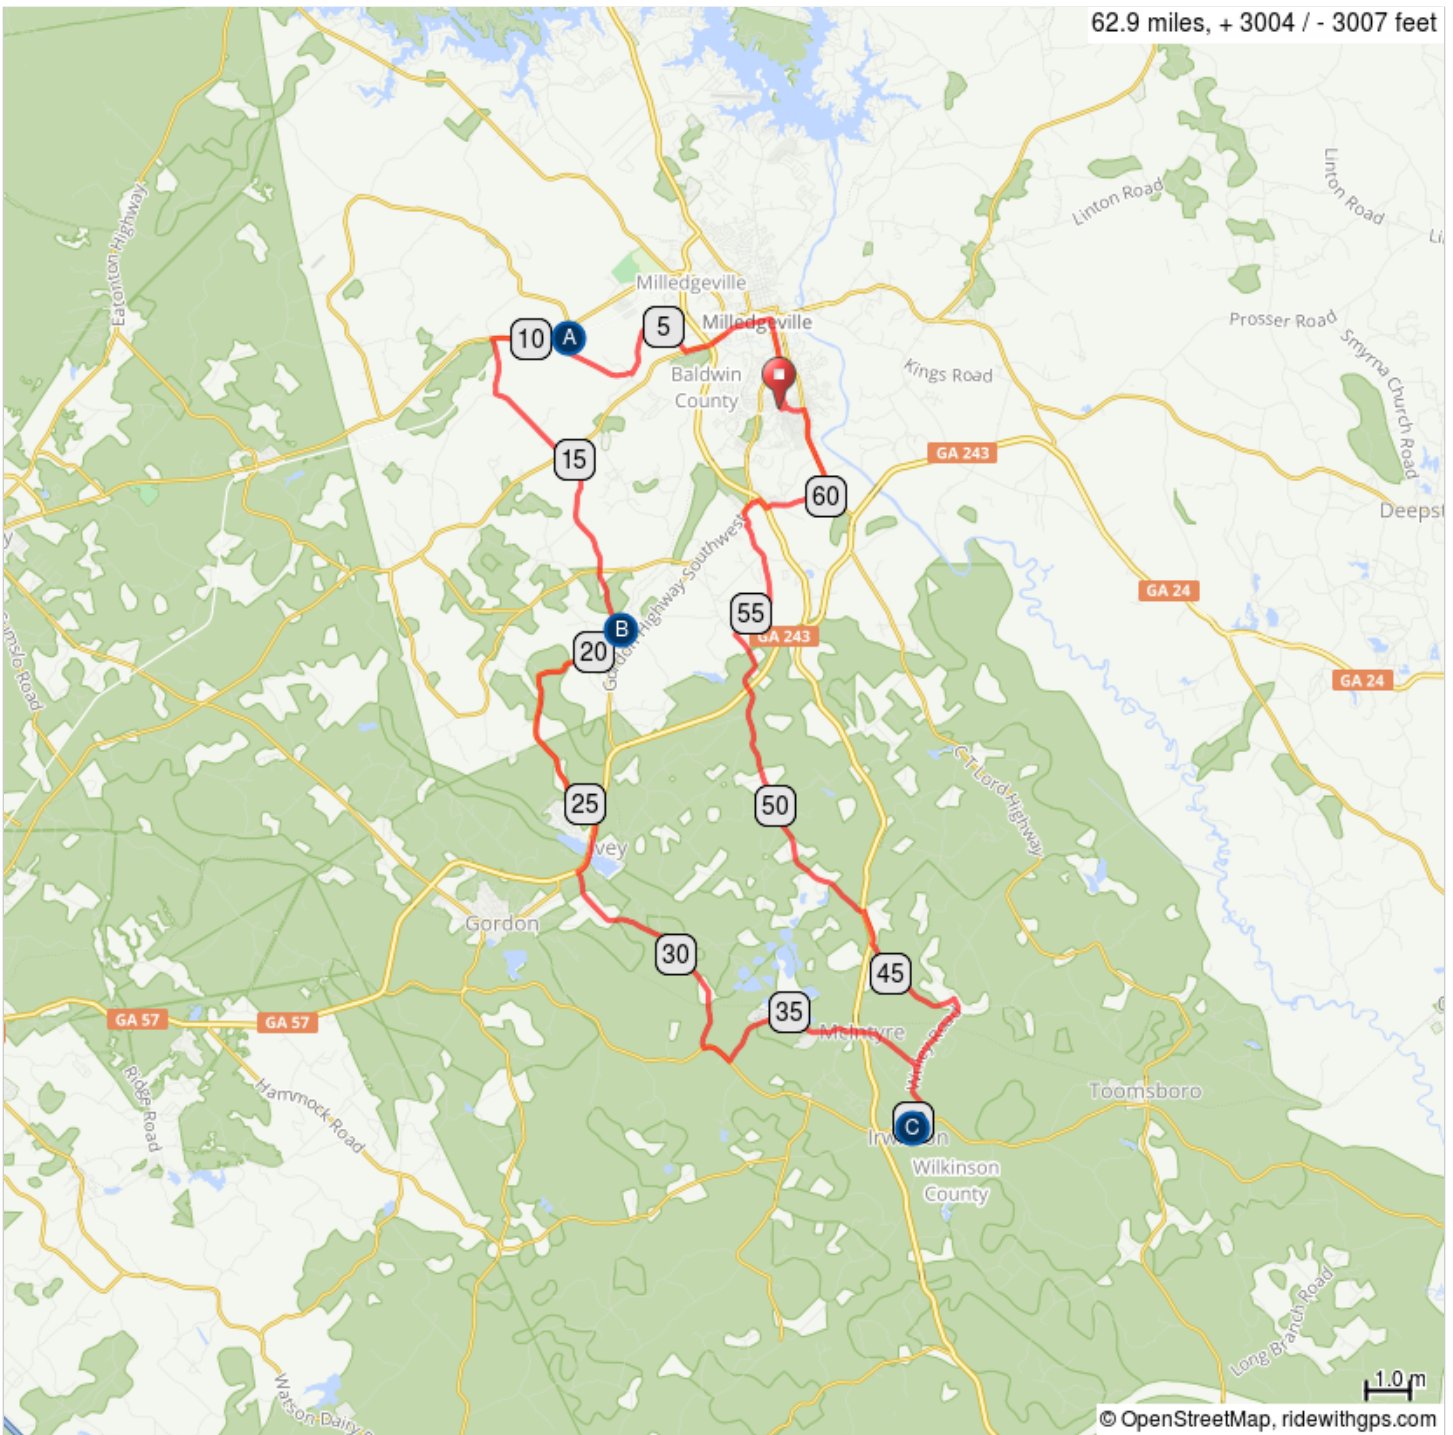 62.9 miles, + 3004 / - 3007 feet
Linton Road
Linton Road
Eatonton Highway
Milledgeville
Milledgeville
5
10
A
Prosser Road
Smyrna Church Road
Baldwin
County
Kings Road
15
GA 243
60
Deepst
Gordon Highway Southwest
GA 24
55
GA 243
B
20
GA 24
C T Lord Highway
25
50
Ivey
Gordon
30
45
35
GA 57
GA 57
McIntyre
Ridge Road
Hammock Road
Toomsboro
C
Wilkinson
County
Long Branch Road
Watson Dairy
1.0 m
© OpenStreetMap, ridewithgps.com